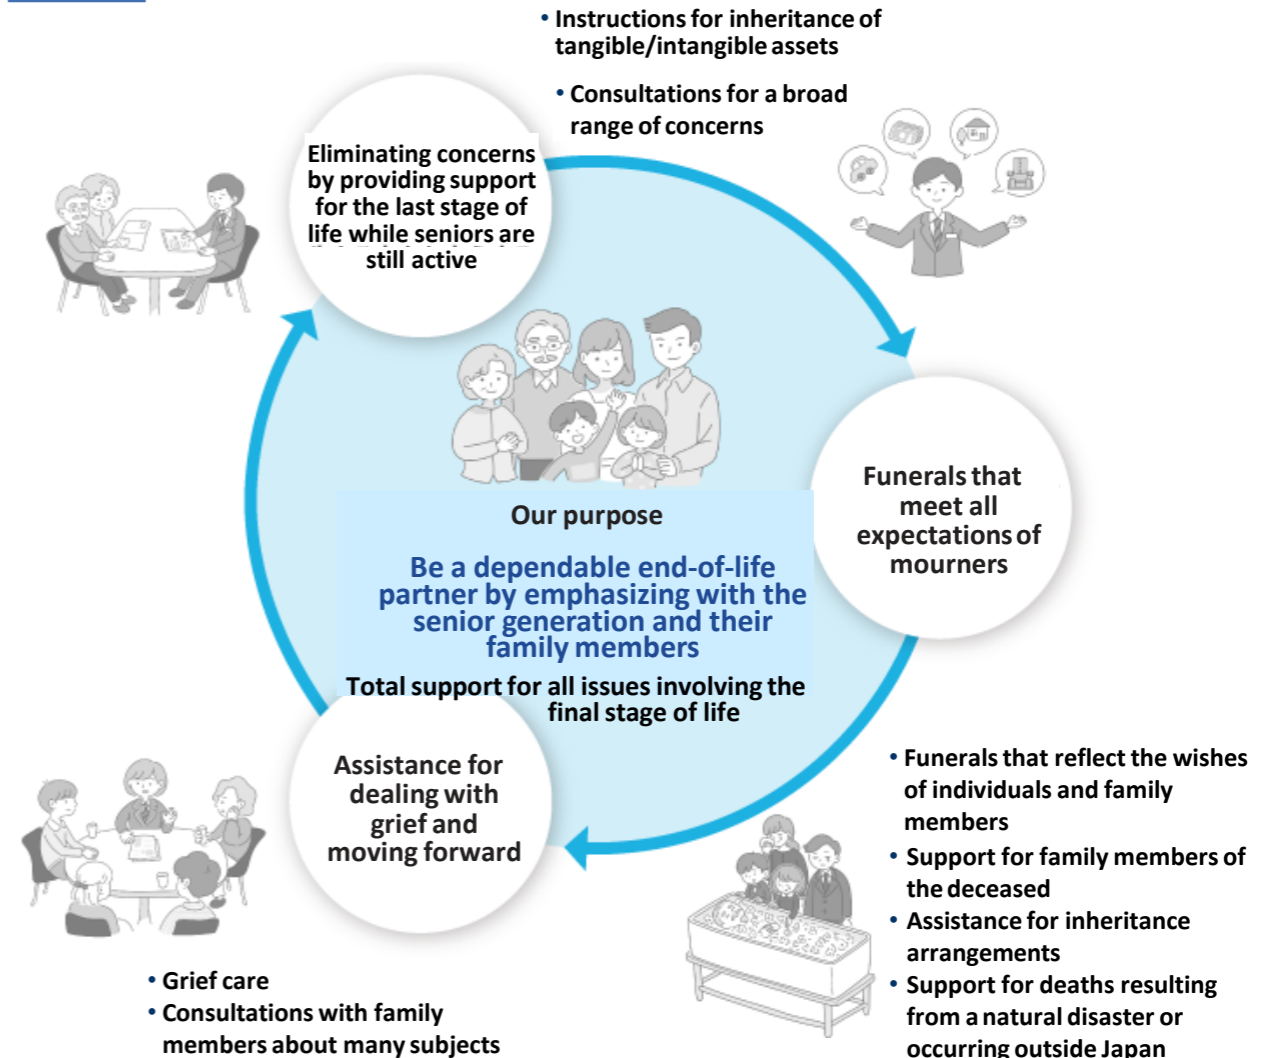 • Instructions for inheritance of
tangible/intangible assets
• Consultations for a broad
range of concerns
Eliminating concerns
by providing support
for the last stage of
life while seniors are
still active
Funerals that
meet all
expectations of
mourners
Our purpose
Be a dependable end-of-life
partner by emphasizing with the
senior generation and their
family members
Total support for all issues involving the
final stage of life
Assistance for
dealing with
grief and
moving forward
• Funerals that reflect the wishes
of individuals and family
members
• Support for family members of
the deceased
• Assistance for inheritance
arrangements
• Support for deaths resulting
from a natural disaster or
occurring outside Japan
• Grief care
• Consultations with family
members about many subjects